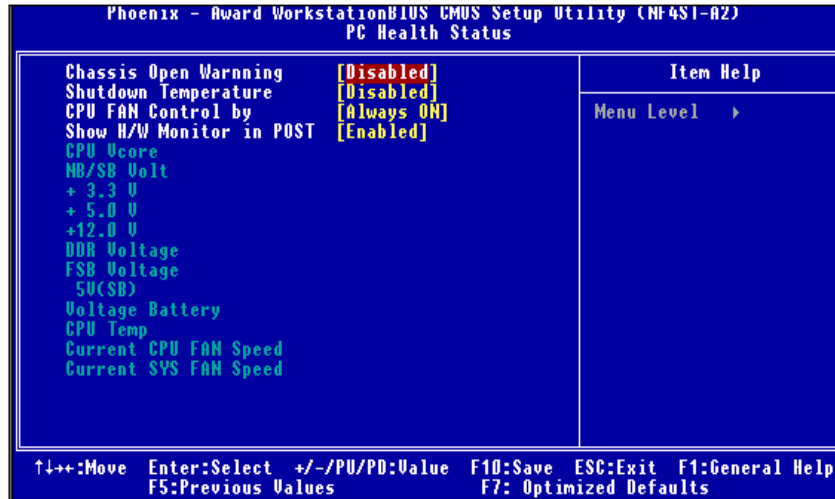 Phoenix - Award WorkstationBIOS CMOS Setup Utility (NF4ST-A2)
PC Health Status
Chassis Open Warnning [Disabled]
Shutdown Temperature [Disabled]
CPU FAN Control by [Always ON]
Show H/W Monitor in POST [Enabled]
CPU Vcore
NB/SB Volt
+ 3.3 V
+ 5.0 V
+12.0 V
DDR Voltage
FSB Voltage
5V(SB)
Voltage Battery
CPU Temp
Current CPU FAN Speed
Current SYS FAN Speed
Item Help
Menu Level ▸
↑↓→←:Move Enter:Select +/-/PU/PD:Value F10:Save ESC:Exit F1:General Help
F5:Previous Values F7: Optimized Defaults